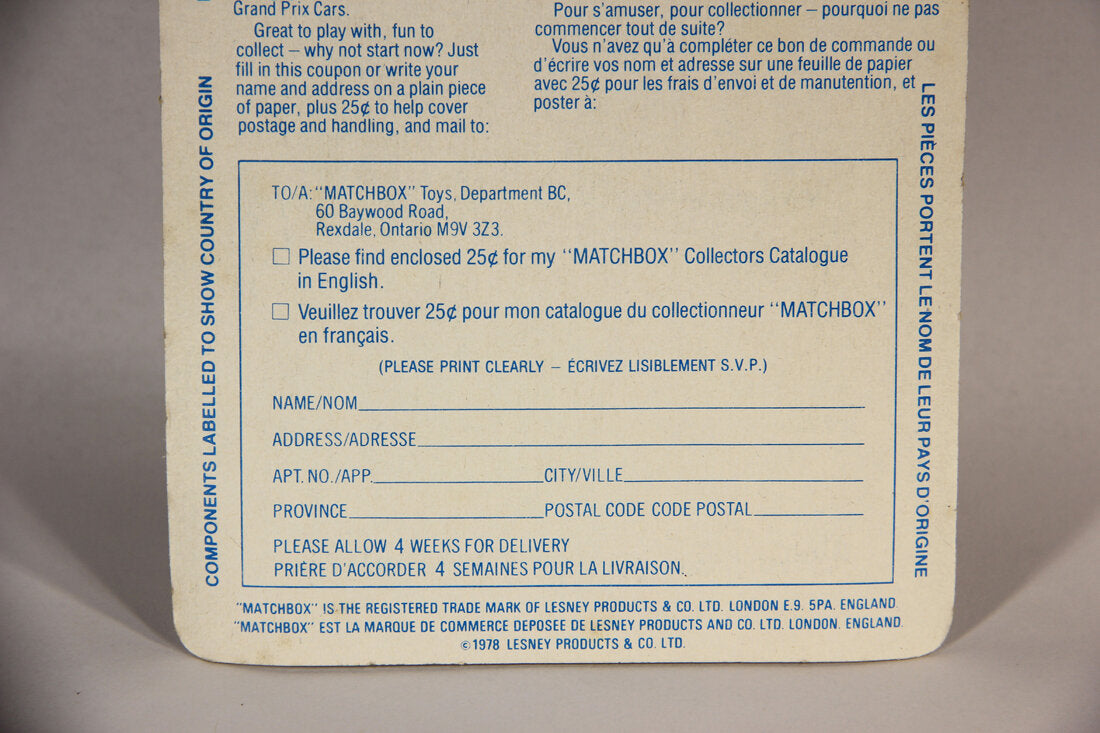 Grand Prix Cars.
Great to play with, fun to
collect – why not start now? Just
fill in this coupon or write your
name and address on a plain piece
of paper, plus 25¢ to help cover
postage and handling, and mail to:
Pour s'amuser, pour collectionner – pourquoi ne pas
commencer tout de suite?
Vous n'avez qu'à compléter ce bon de commande ou
d'écrire vos nom et adresse sur une feuille de papier
avec 25¢ pour les frais d'envoi et de manutention, et
poster à:
COMPONENTS LABELLED TO SHOW COUNTRY OF ORIGIN
LES PIÈCES PORTENT LE NOM DE LEUR PAYS D'ORIGINE
TO/A: "MATCHBOX" Toys, Department BC,
60 Baywood Road,
Rexdale, Ontario M9V 3Z3.
☐ Please find enclosed 25¢ for my "MATCHBOX" Collectors Catalogue
in English.
☐ Veuillez trouver 25¢ pour mon catalogue du collectionneur "MATCHBOX"
en français.
(PLEASE PRINT CLEARLY – ÉCRIVEZ LISIBLEMENT S.V.P.)
NAME/NOM
ADDRESS/ADRESSE
APT. NO./APP. CITY/VILLE
PROVINCE POSTAL CODE CODE POSTAL
PLEASE ALLOW 4 WEEKS FOR DELIVERY
PRIÈRE D'ACCORDER 4 SEMAINES POUR LA LIVRAISON.
"MATCHBOX" IS THE REGISTERED TRADE MARK OF LESNEY PRODUCTS & CO. LTD. LONDON E.9. 5PA. ENGLAND.
"MATCHBOX" EST LA MARQUE DE COMMERCE DEPOSEE DE LESNEY PRODUCTS AND CO. LTD. LONDON. ENGLAND.
©1978 LESNEY PRODUCTS & CO. LTD.